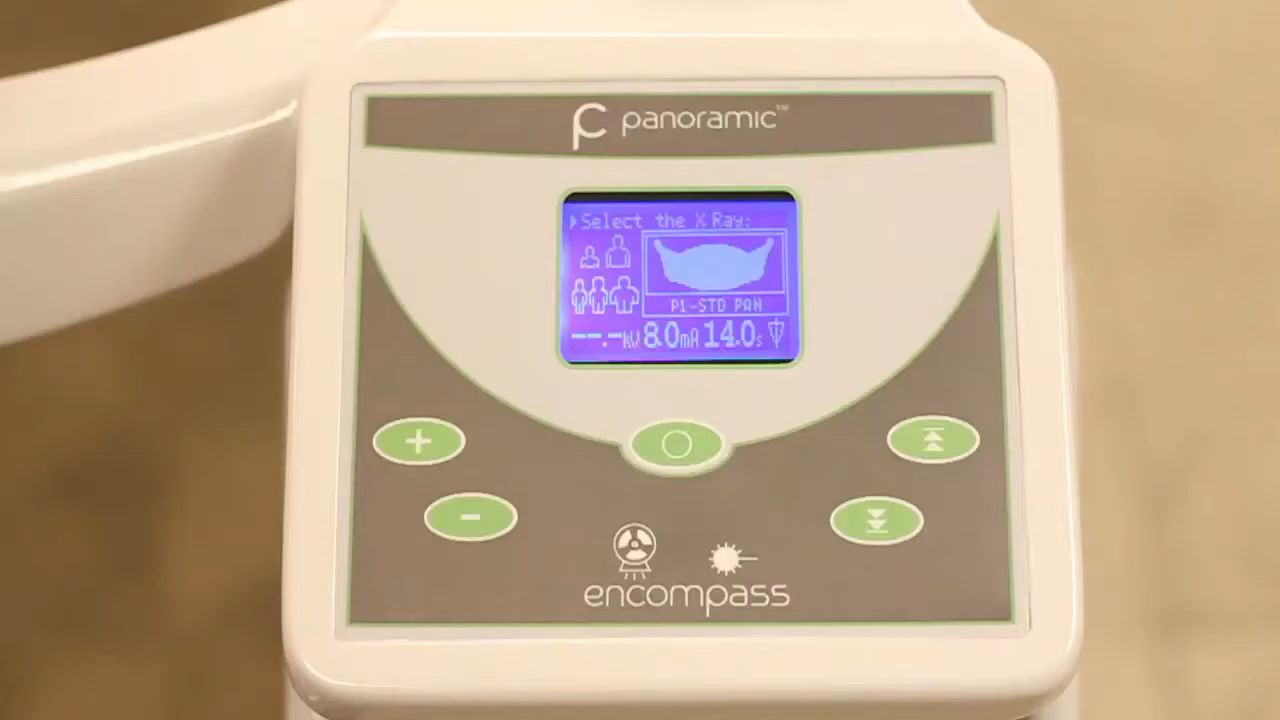 panoramic™
Select the X Ray:
P1-STD PAN
--.-kV 8.0mA 14.0s
encompass